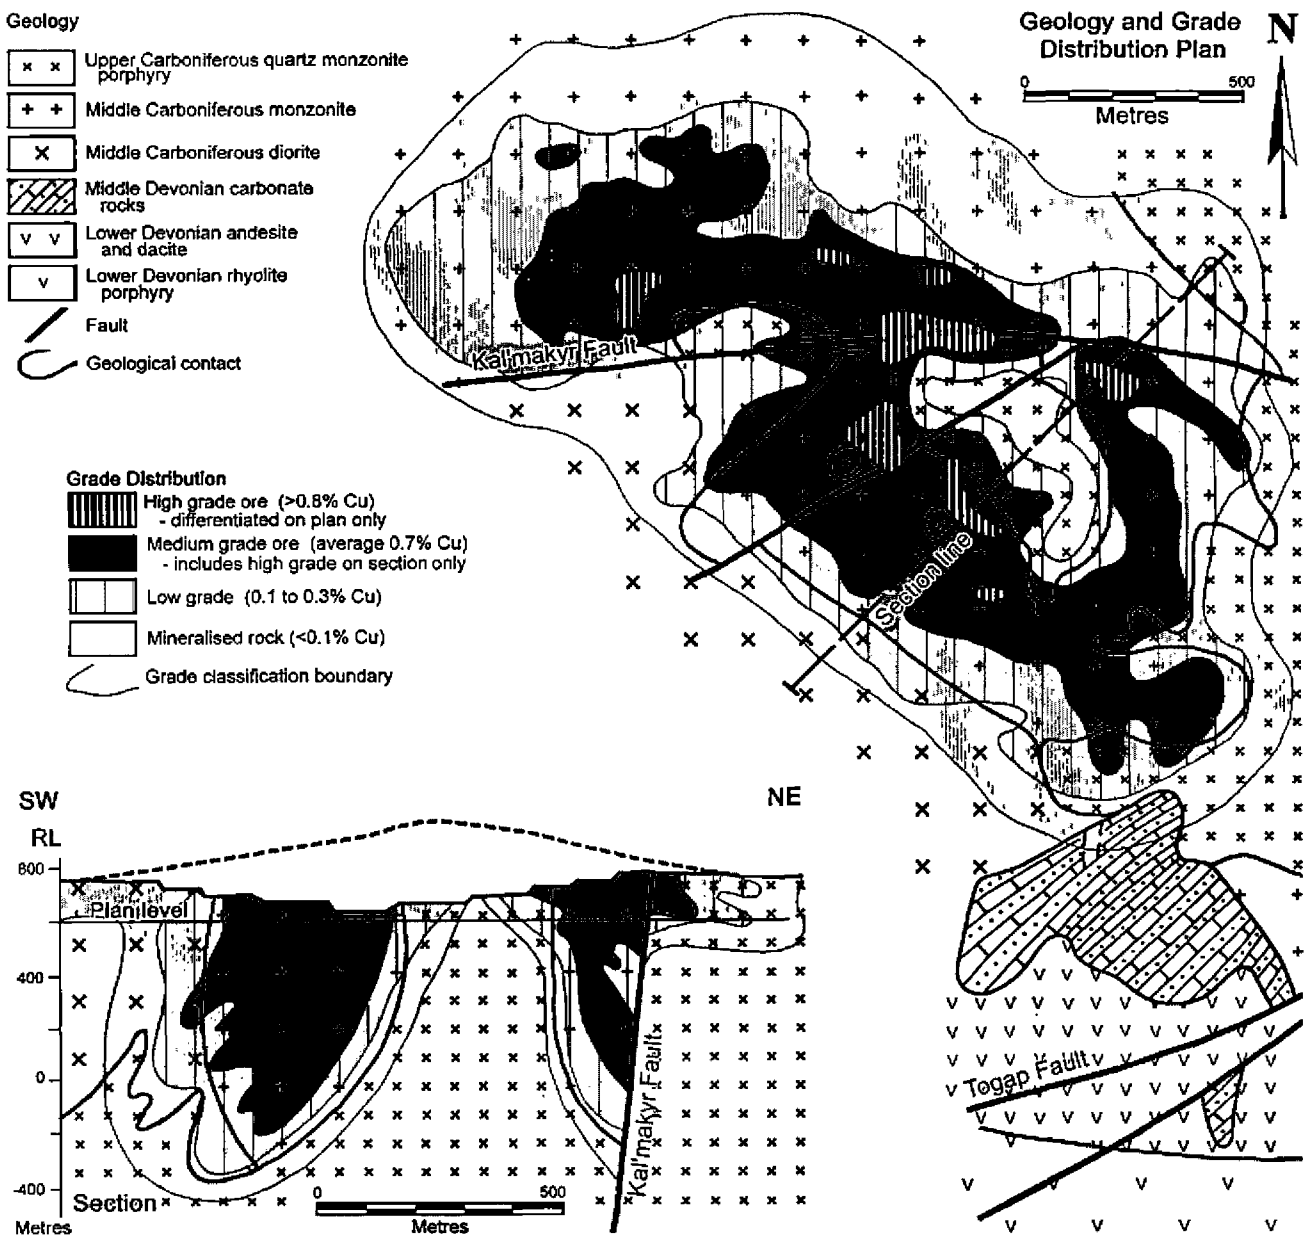 Geology
Upper Carboniferous quartz monzonite
porphyry
Middle Carboniferous monzonite
Middle Carboniferous diorite
Middle Devonian carbonate
rocks
Lower Devonian andesite
and dacite
Lower Devonian rhyolite
porphyry
Fault
Geological contact
Geology and Grade
Distribution Plan
N
0 500
Metres
Kal'makyr Fault
Grade Distribution
High grade ore (>0.8% Cu)
- differentiated on plan only
Medium grade ore (average 0.7% Cu)
- includes high grade on section only
Low grade (0.1 to 0.3% Cu)
Mineralised rock (<0.1% Cu)
Grade classification boundary
Section line
SW
NE
RL
800
Plan level
400
0
-400
Metres
Section
0 500
Metres
Kal'makyr Fault
Togap Fault